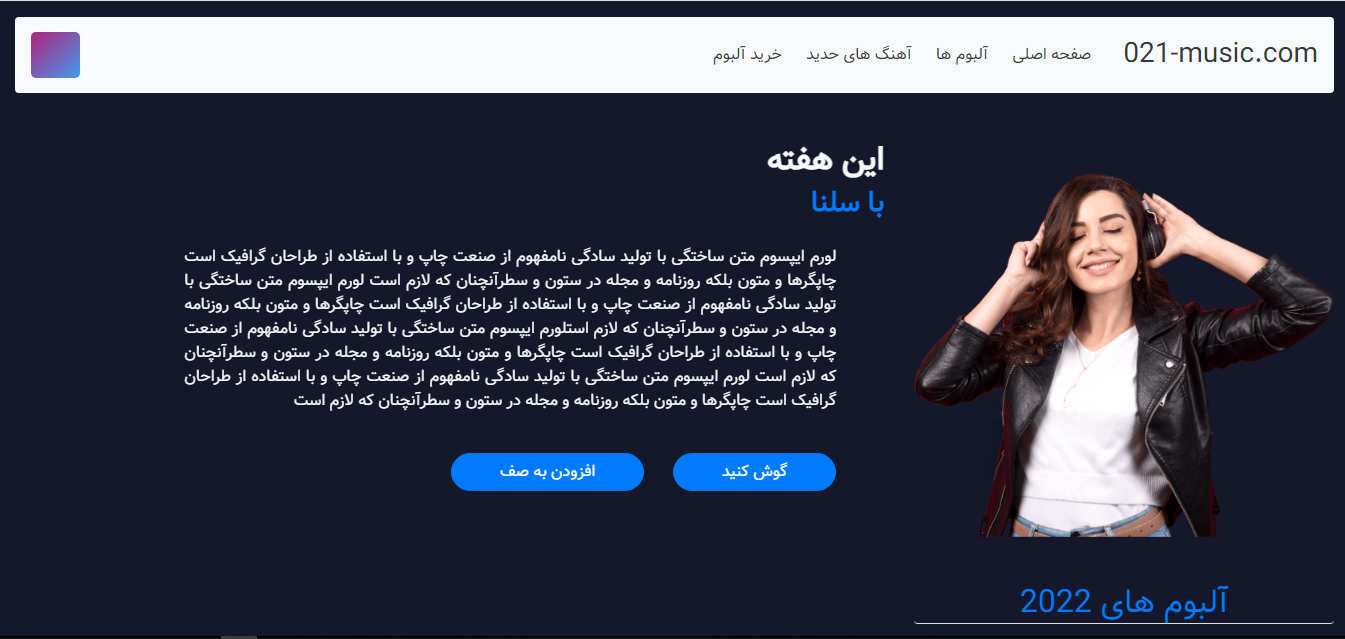 021-music.com
صفحه اصلی
آلبوم ها
آهنگ های حدید
خرید آلبوم
این هفته
با سلنا
لورم ایپسوم متن ساختگی با تولید سادگی نامفهوم از صنعت چاپ و با استفاده از طراحان گرافیک است
چاپگرها و متون بلکه روزنامه و مجله در ستون و سطرآنچنان که لازم است لورم ایپسوم متن ساختگی با
تولید سادگی نامفهوم از صنعت چاپ و با استفاده از طراحان گرافیک است چاپگرها و متون بلکه روزنامه
و مجله در ستون و سطرآنچنان که لازم استلورم ایپسوم متن ساختگی با تولید سادگی نامفهوم از صنعت
چاپ و با استفاده از طراحان گرافیک است چاپگرها و متون بلکه روزنامه و مجله در ستون و سطرآنچنان
که لازم است لورم ایپسوم متن ساختگی با تولید سادگی نامفهوم از صنعت چاپ و با استفاده از طراحان
گرافیک است چاپگرها و متون بلکه روزنامه و مجله در ستون و سطرآنچنان که لازم است
گوش کنید
افزودن به صف
آلبوم های 2022